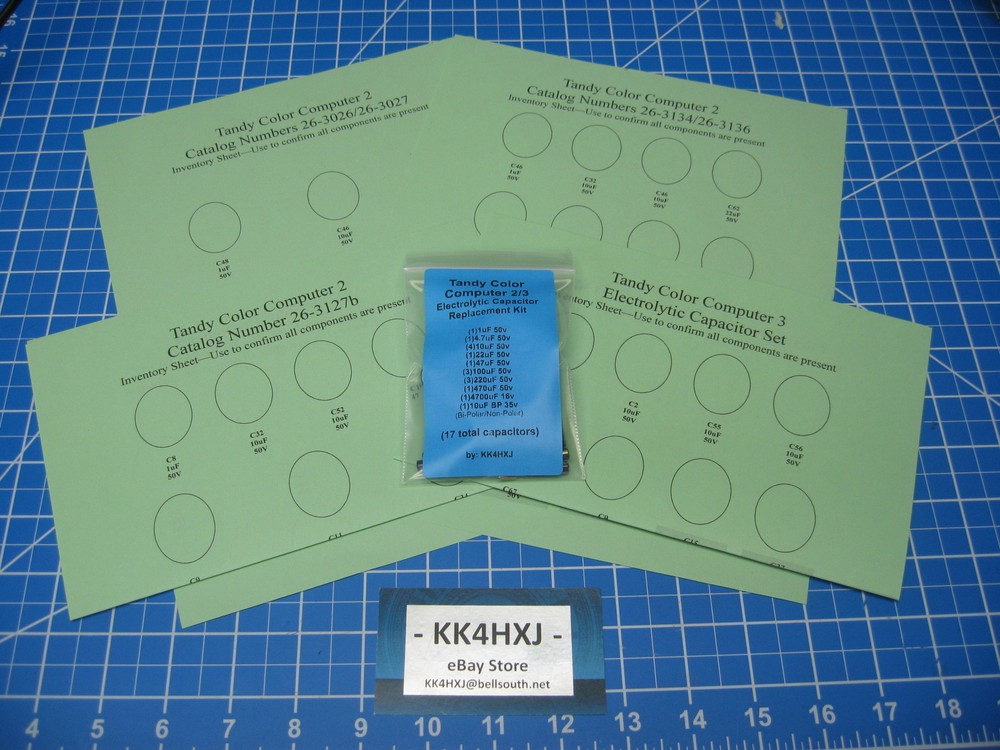 Tandy Color Computer 2
Catalog Numbers 26-3026/26-3027
Inventory Sheet—Use to confirm all components are present
C48
1uF
50V
C46
10uF
50V
Tandy Color Computer 2
Catalog Numbers 26-3134/26-3136
Inventory Sheet—Use to confirm all components are present
C46
1uF
50V
C32
10uF
50V
C46
10uF
50V
C62
22uF
50V
Tandy Color Computer 2
Catalog Number 26-3127b
Inventory Sheet—Use to confirm all components are present
C8
1uF
50V
C32
10uF
50V
C52
10uF
50V
C9
Tandy Color
Computer 2/3
Electrolytic Capacitor
Replacement Kit
(1)1uF 50v
(1)4.7uF 50v
(4)10uF 50v
(1)22uF 50v
(1)47uF 50v
(3)100uF 50v
(3)220uF 50v
(1)470uF 50v
(1)4700uF 16v
(1)10uF BP 35v
(Bi-Polar/Non-Polar)
(17 total capacitors)
by: KK4HXJ
Tandy Color Computer 3
Electrolytic Capacitor Set
Inventory Sheet—Use to confirm all components are present
C2
10uF
50V
C55
10uF
50V
C56
10uF
50V
C67
50V
- KK4HXJ -
eBay Store
KK4HXJ@bellsouth.net
4 5 6 7 8 9 10 11 12 13 14 15 16 17 18